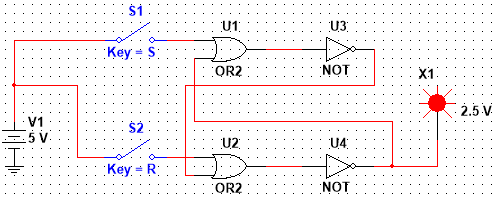 S1
Key = S
U1
OR2
U3
NOT
X1
2.5 V
V1
5 V
S2
Key = R
U2
OR2
U4
NOT